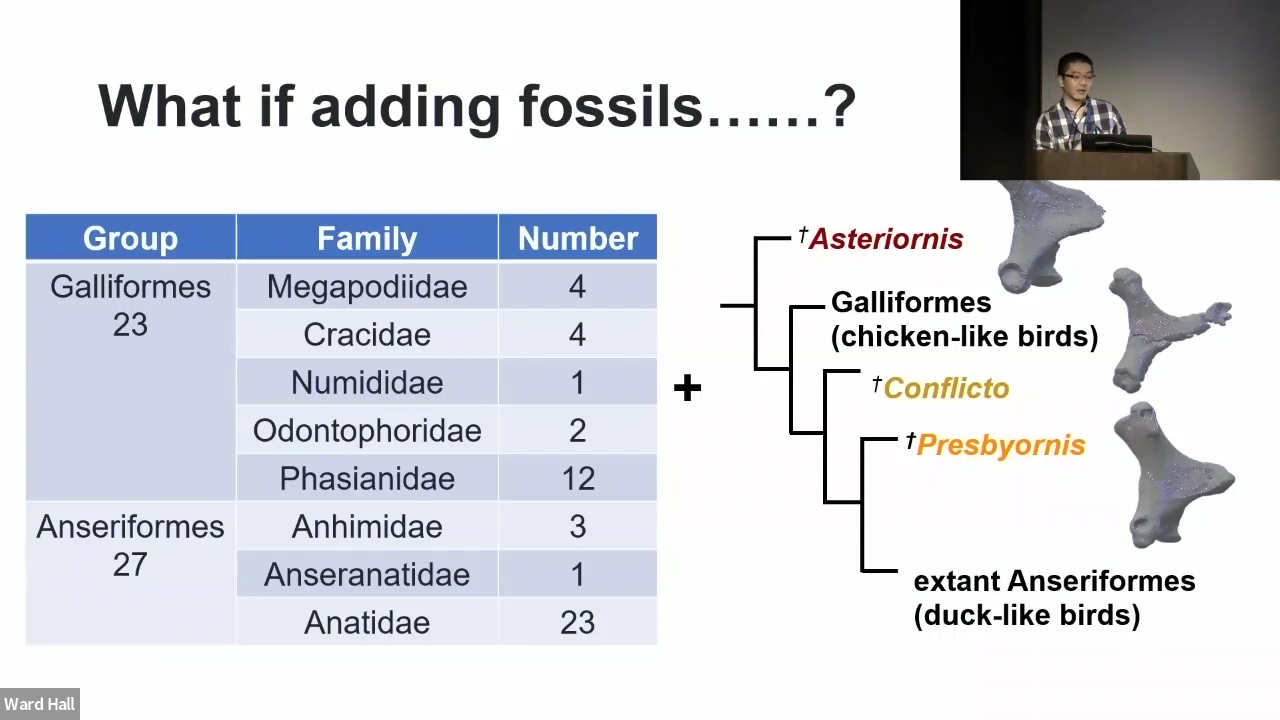 What if adding fossils......?
Group Family Number
Galliformes Megapodiidae 4
23
Cracidae 4
Numididae 1
Odontophoridae 2
Phasianidae 12
Anseriformes Anhimidae 3
27
Anseranatidae 1
Anatidae 23
+
†Asteriornis
Galliformes
(chicken-like birds)
†Conflicto
†Presbyornis
extant Anseriformes
(duck-like birds)
Ward Hall